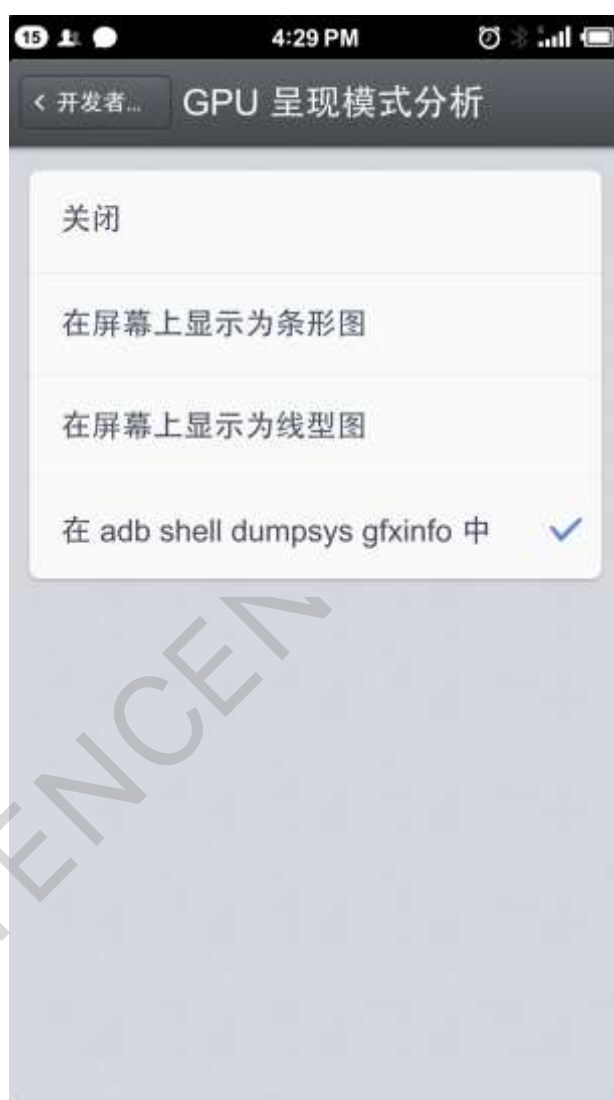 15 4:29 PM
< 开发者... GPU 呈现模式分析
关闭
在屏幕上显示为条形图
在屏幕上显示为线型图
在 adb shell dumpsys gfxinfo 中
ENCEN